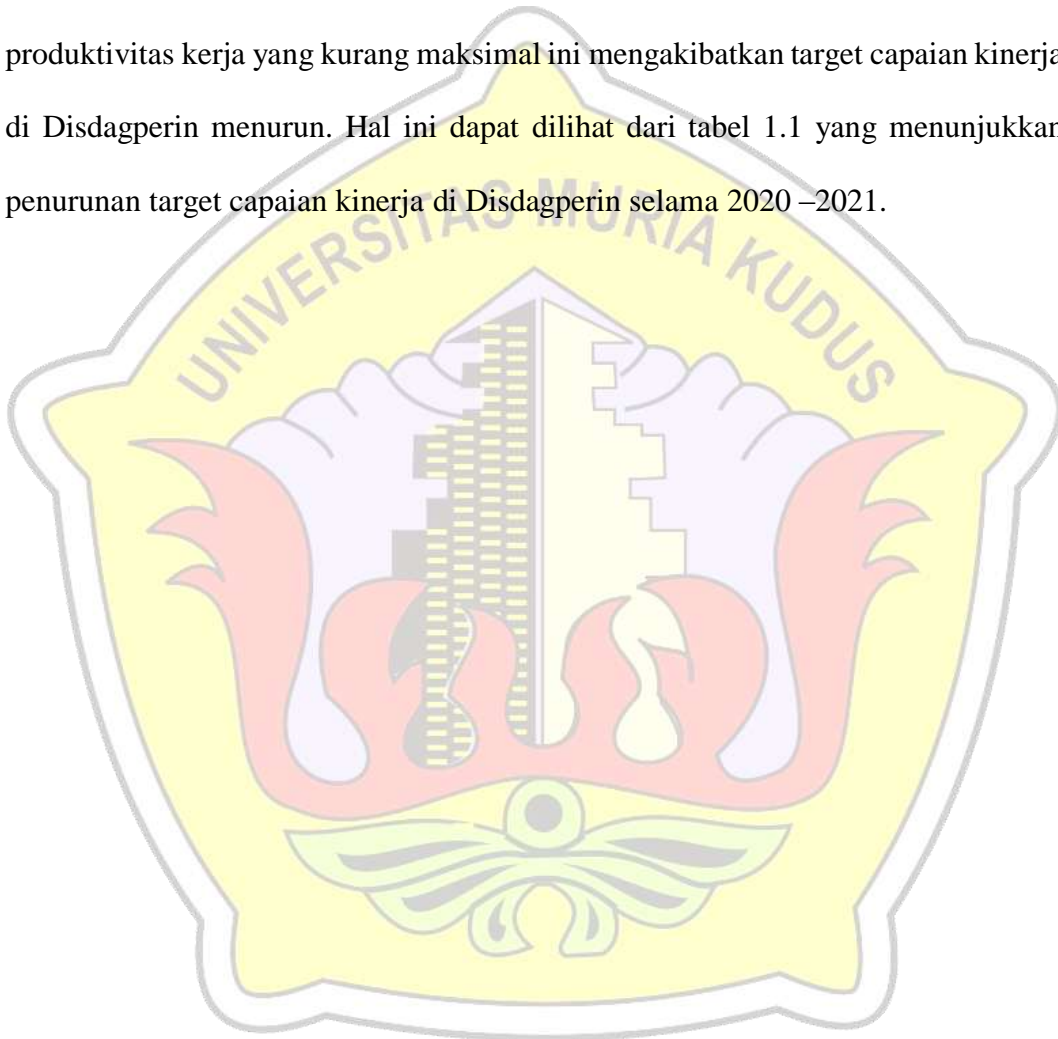 produktivitas kerja yang kurang maksimal ini mengakibatkan target capaian kinerja
di Disdagperin menurun. Hal ini dapat dilihat dari tabel 1.1 yang menunjukkan
penurunan target capaian kinerja di Disdagperin selama 2020 –2021.
UNIVERSITAS MURIA KUDUS